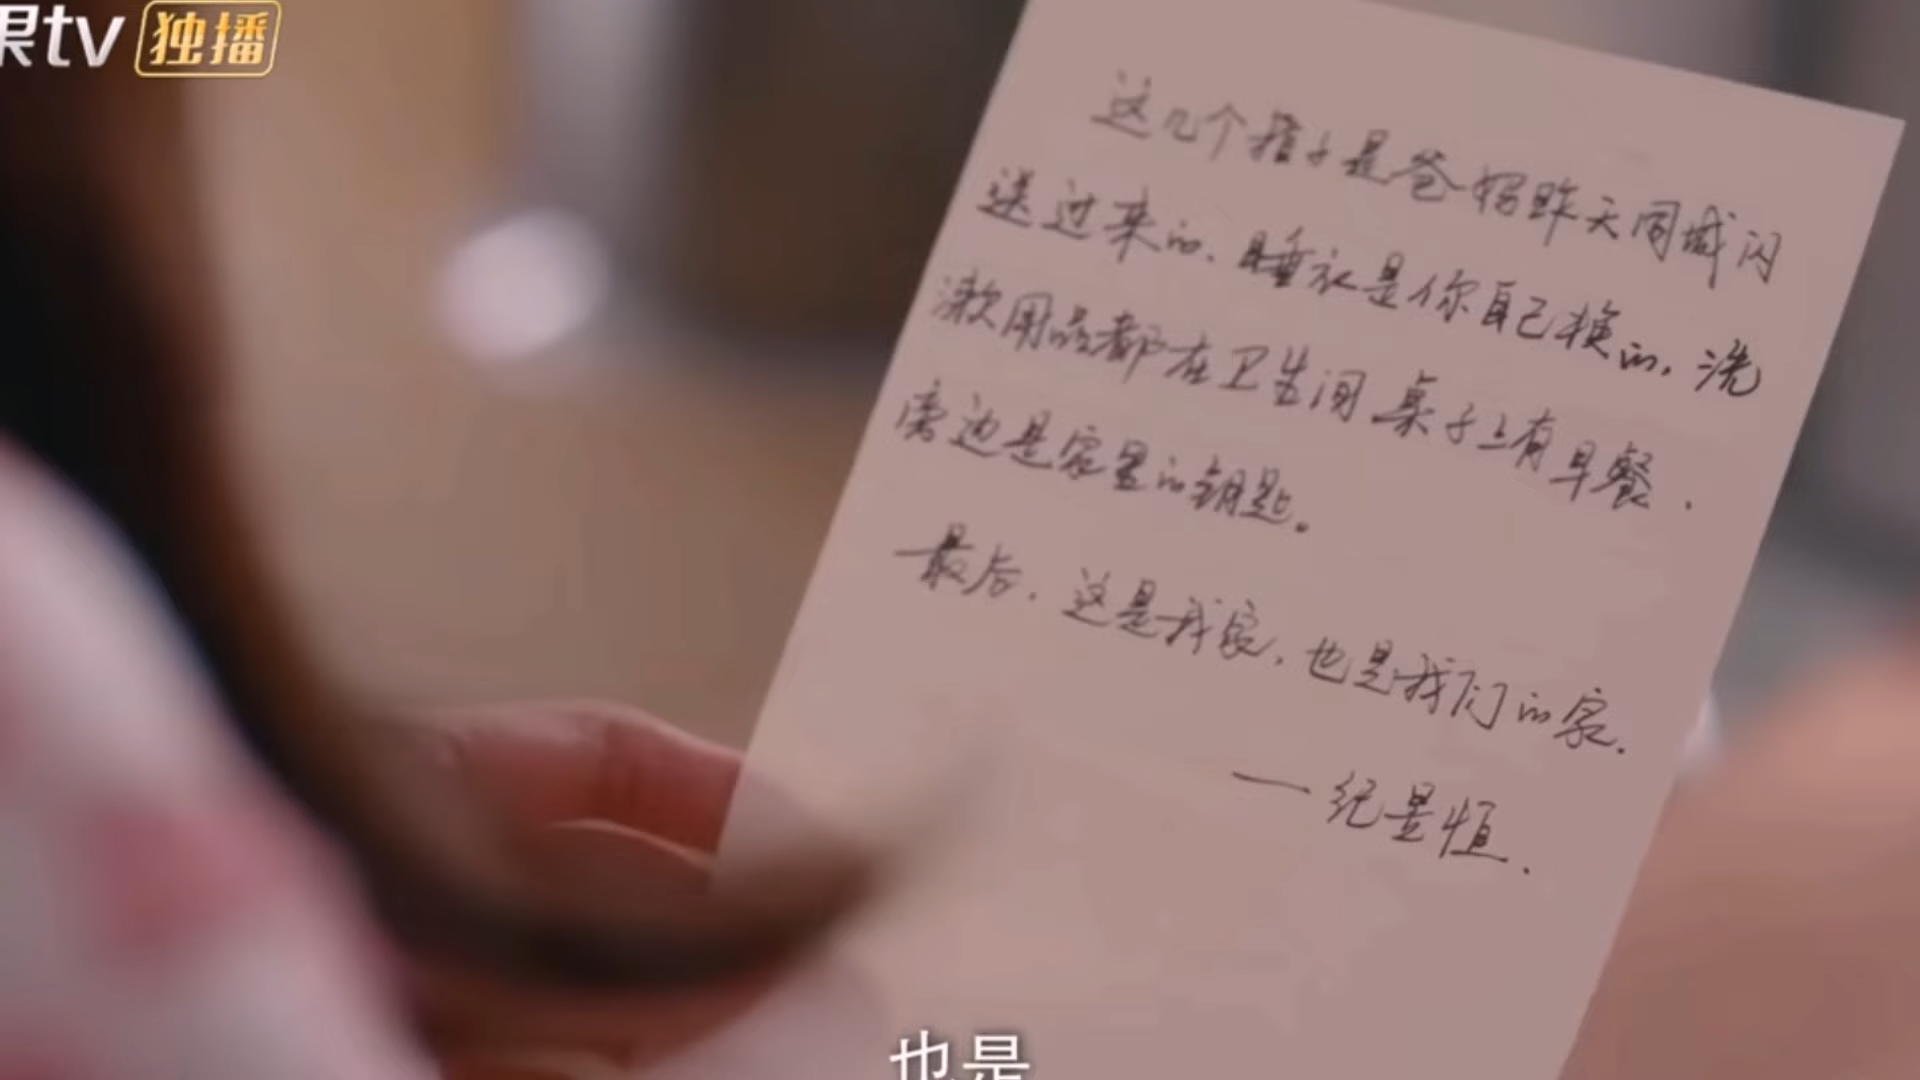 果tv 独播
这几个箱子是爸妈昨天同城闪
送过来的.睡衣是你自己换的.洗
漱用品都在卫生间 桌子上有早餐.
旁边是家里的钥匙。
最后.这是我家.也是我们的家.
一纪星恒.
也是